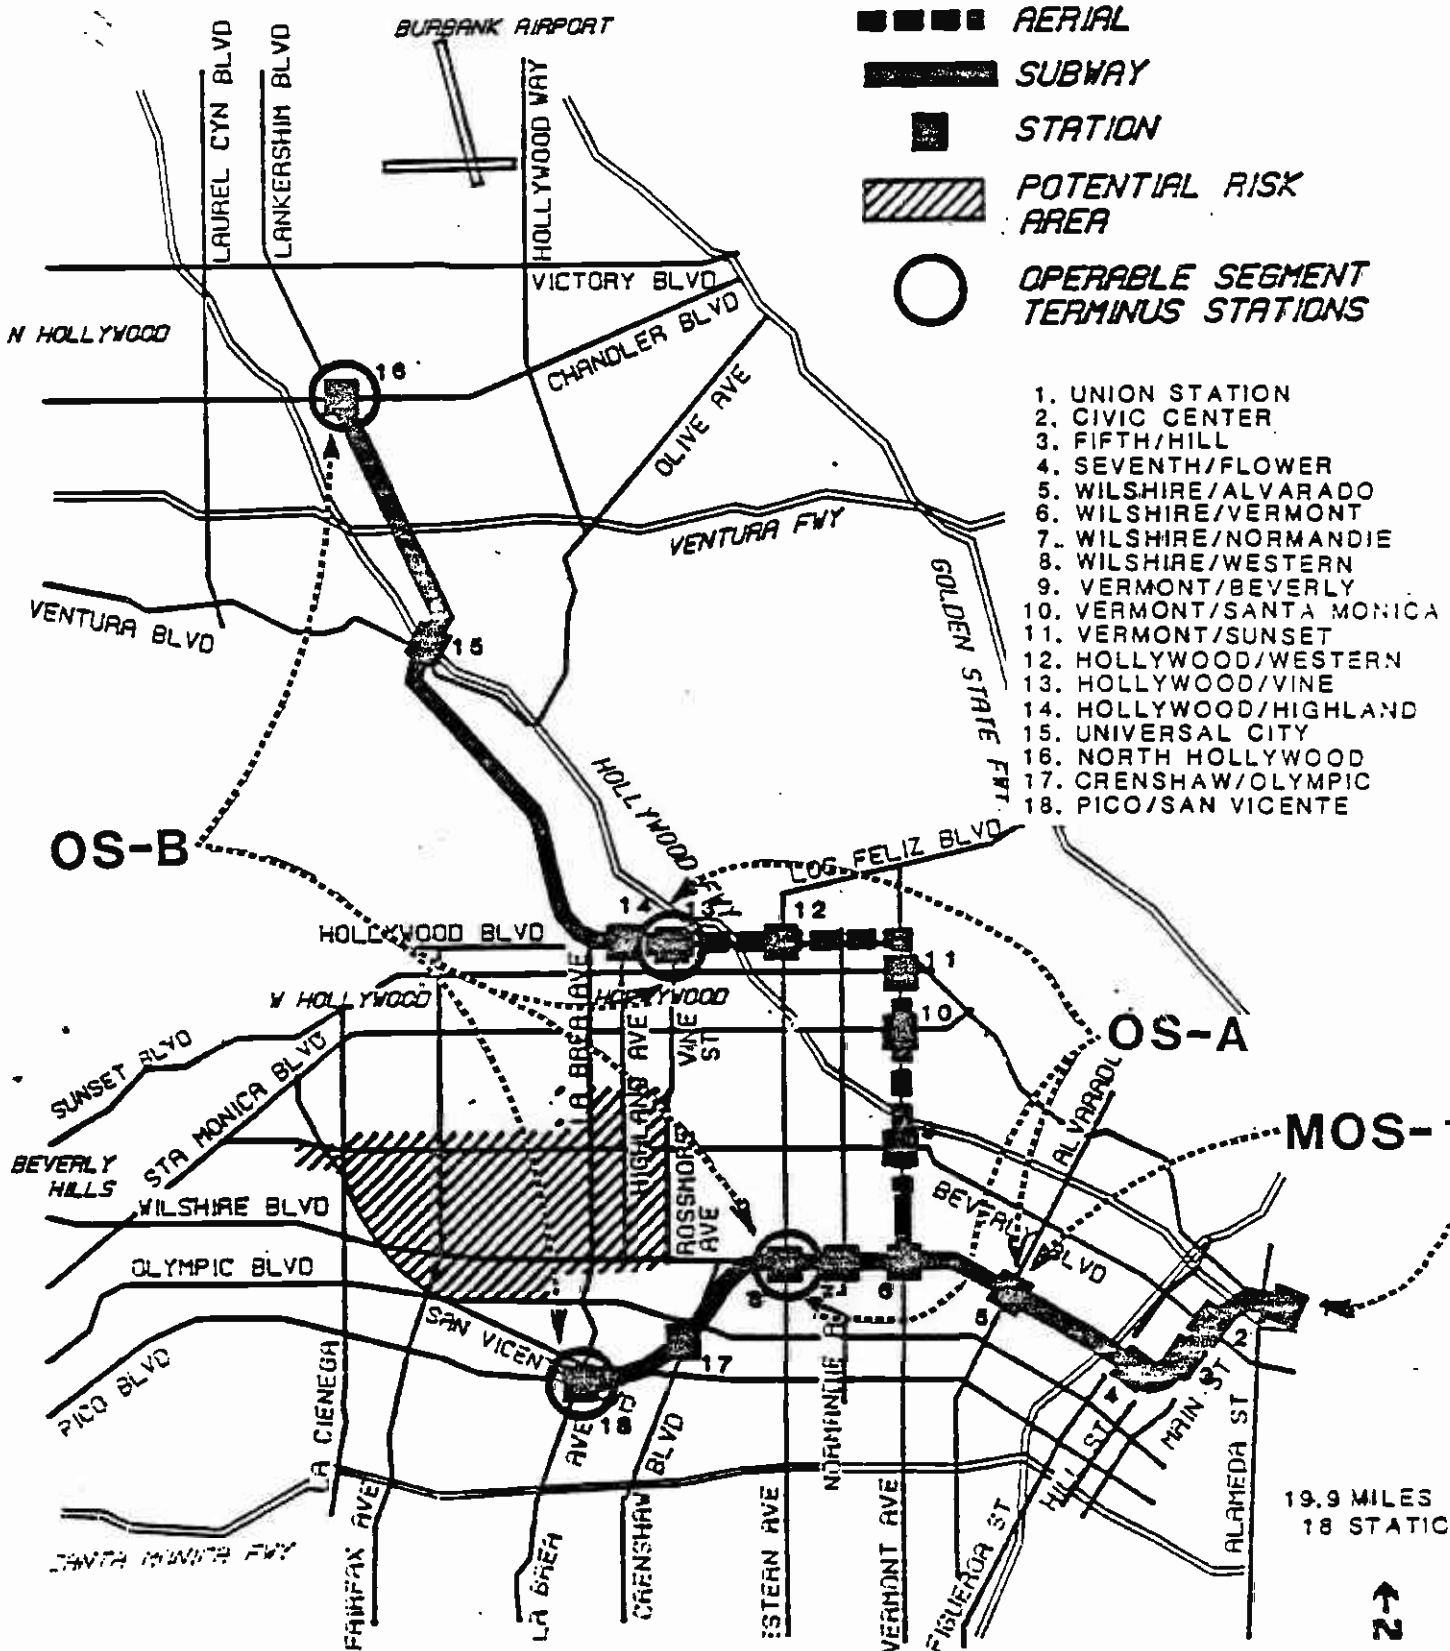 BURBANK AIRPORT
AERIAL
SUBWAY
STATION
POTENTIAL RISK
AREA
OPERABLE SEGMENT
TERMINUS STATIONS
LAUREL CYN BLVD
LANKERSHIM BLVD
HOLLYWOOD WAY
VICTORY BLVD
N HOLLYWOOD
16
CHANDLER BLVD
OLIVE AVE
VENTURA FWY
GOLDEN STATE FWY
VENTURA BLVD
15
1. UNION STATION
2. CIVIC CENTER
3. FIFTH/HILL
4. SEVENTH/FLOWER
5. WILSHIRE/ALVARADO
6. WILSHIRE/VERMONT
7. WILSHIRE/NORMANDIE
8. WILSHIRE/WESTERN
9. VERMONT/BEVERLY
10. VERMONT/SANTA MONICA
11. VERMONT/SUNSET
12. HOLLYWOOD/WESTERN
13. HOLLYWOOD/VINE
14. HOLLYWOOD/HIGHLAND
15. UNIVERSAL CITY
16. NORTH HOLLYWOOD
17. CRENSHAW/OLYMPIC
18. PICO/SAN VICENTE
HOLLYWOOD FWY
OS-B
LOS FELIZ BLVD
14
13
12
HOLLYWOOD BLVD
11
W HOLLYWOOD
HOLLYWOOD
10
OS-A
SUNSET BLVD
STA MONICA BLVD
LA BREA AVE
HIGHLAND AVE
VINE
ST
ALVARADO
MOS-
BEVERLY
HILLS
ROSSMORE
AVE
BEVERLY BLVD
WILSHIRE BLVD
OLYMPIC BLVD
SAN VICENT
PICO BLVD
8
6
5
2
3
4
17
18
LA CIENEGA
FAIRFAX AVE
LA BREA
AVE
CRENSHAW
BLVD
STERN AVE
NORMANDIE
VERMONT AVE
FIGUEROA ST
HILL ST
MAIN ST
ALAMEDA ST
SANTA MONICA FWY
19.9 MILES
18 STATIC
N